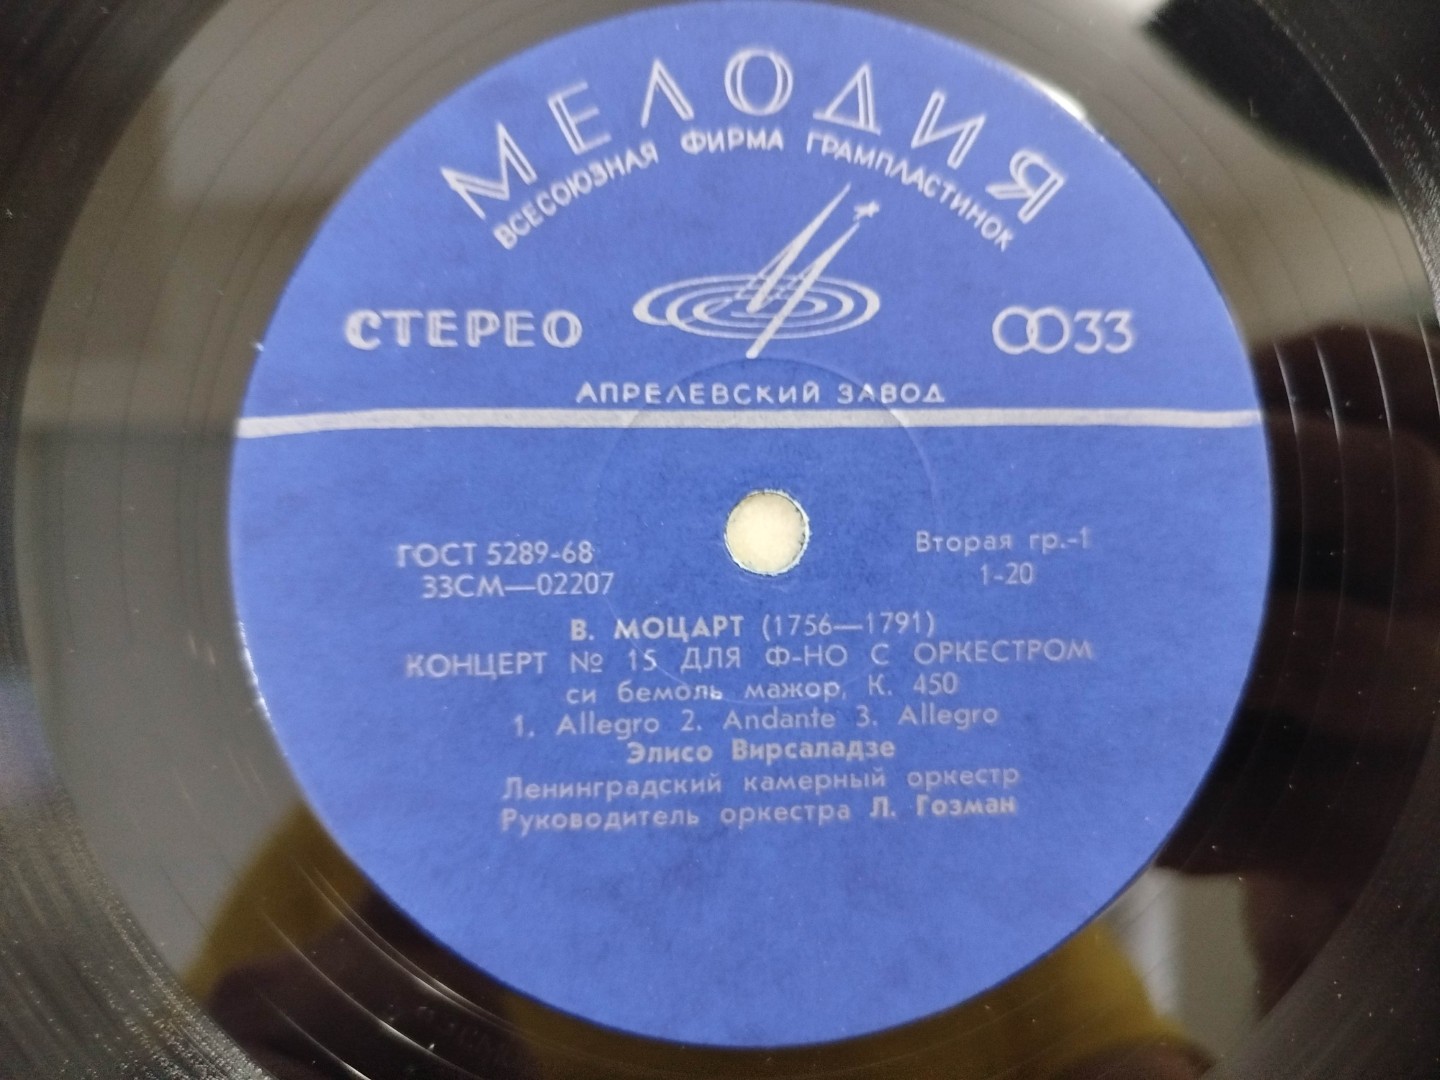 МЕЛОДИЯ
ВСЕСОЮЗНАЯ ФИРМА ГРАМПЛАСТИНОК
СТЕРЕО
33
АПРЕЛЕВСКИЙ ЗАВОД
ГОСТ 5289-68
33СМ—02207
Вторая гр.-1
1-20
В. МОЦАРТ (1756—1791)
КОНЦЕРТ № 15 ДЛЯ Ф-НО С ОРКЕСТРОМ
си бемоль мажор, К. 450
1. Allegro 2. Andante 3. Allegro
Элисо Вирсаладзе
Ленинградский камерный оркестр
Руководитель оркестра Л. Гозман